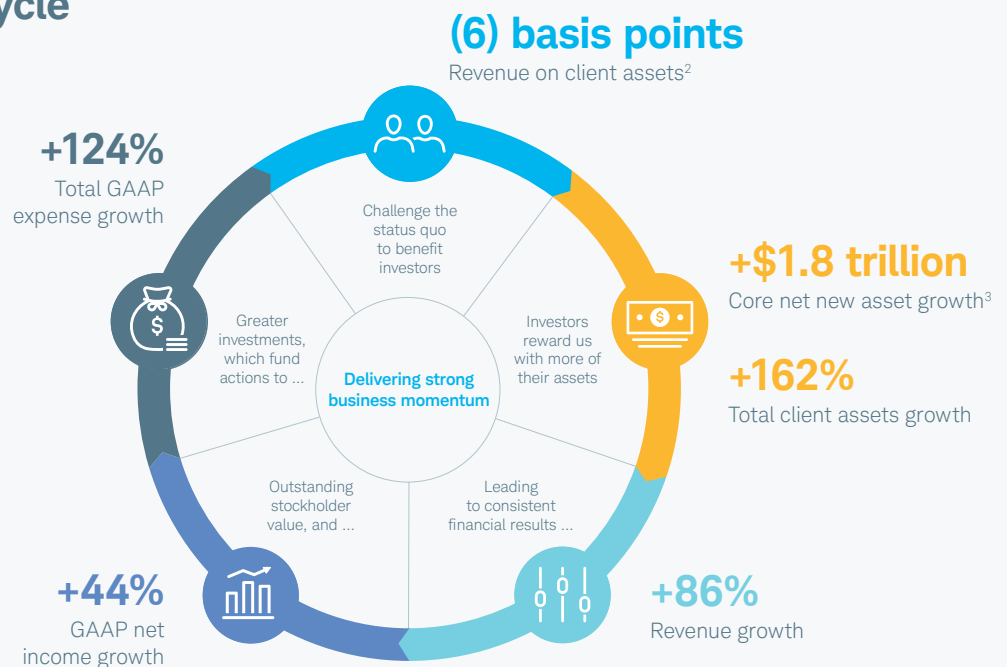 (6) basis points
Revenue on client assets²
+124%
Total GAAP
expense growth
Challenge the
status quo
to benefit
investors
+$1.8 trillion
Core net new asset growth³
Greater
investments,
which fund
actions to ...
Investors
reward us
with more of
their assets
Delivering strong
business momentum
+162%
Total client assets growth
Outstanding
stockholder
value, and ...
Leading
to consistent
financial results ...
+44%
GAAP net
income growth
+86%
Revenue growth
$
$